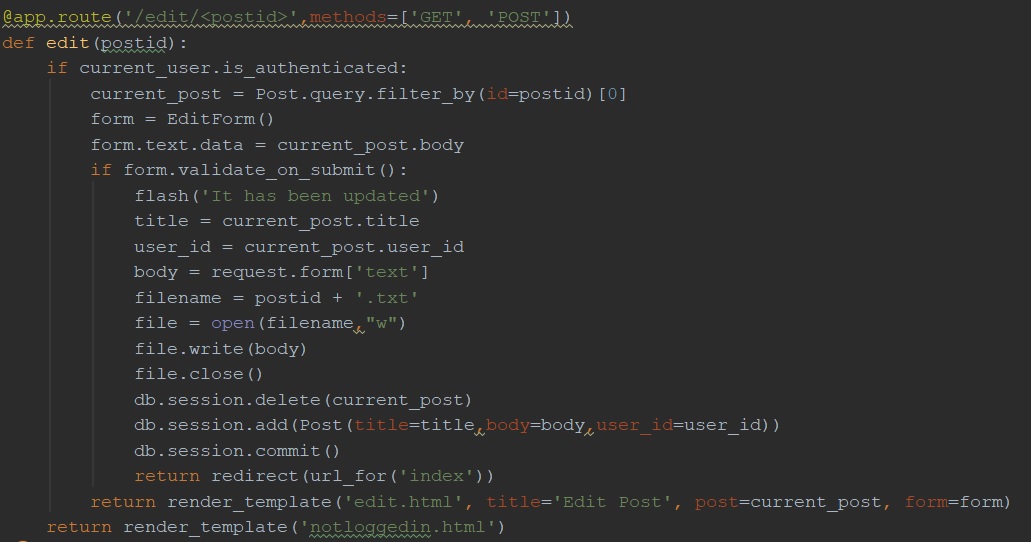 @app.route('/edit/<postid>',methods=['GET', 'POST'])
def edit(postid):
    if current_user.is_authenticated:
        current_post = Post.query.filter_by(id=postid)[0]
        form = EditForm()
        form.text.data = current_post.body
        if form.validate_on_submit():
            flash('It has been updated')
            title = current_post.title
            user_id = current_post.user_id
            body = request.form['text']
            filename = postid + '.txt'
            file = open(filename,"w")
            file.write(body)
            file.close()
            db.session.delete(current_post)
            db.session.add(Post(title=title,body=body,user_id=user_id))
            db.session.commit()
            return redirect(url_for('index'))
        return render_template('edit.html', title='Edit Post', post=current_post, form=form)
    return render_template('notloggedin.html')